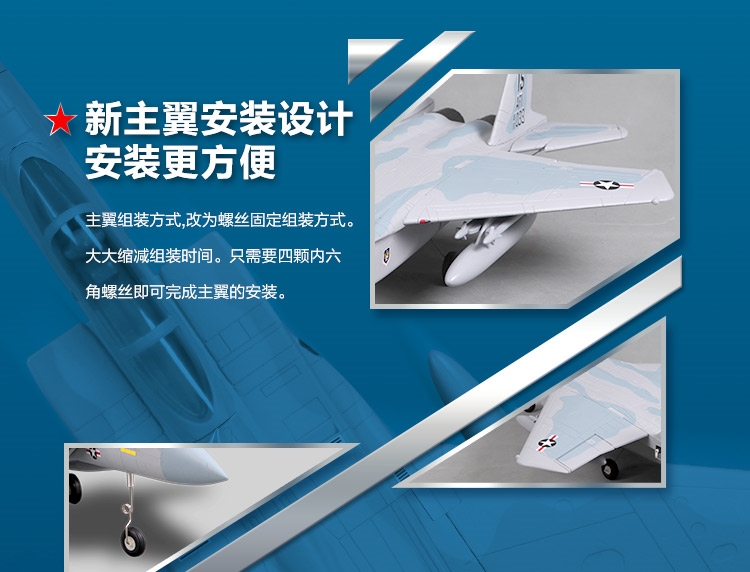 新主翼安装设计
安装更方便
主翼组装方式,改为螺丝固定组装方式。
大大缩减组装时间。只需要四颗内六
角螺丝即可完成主翼的安装。